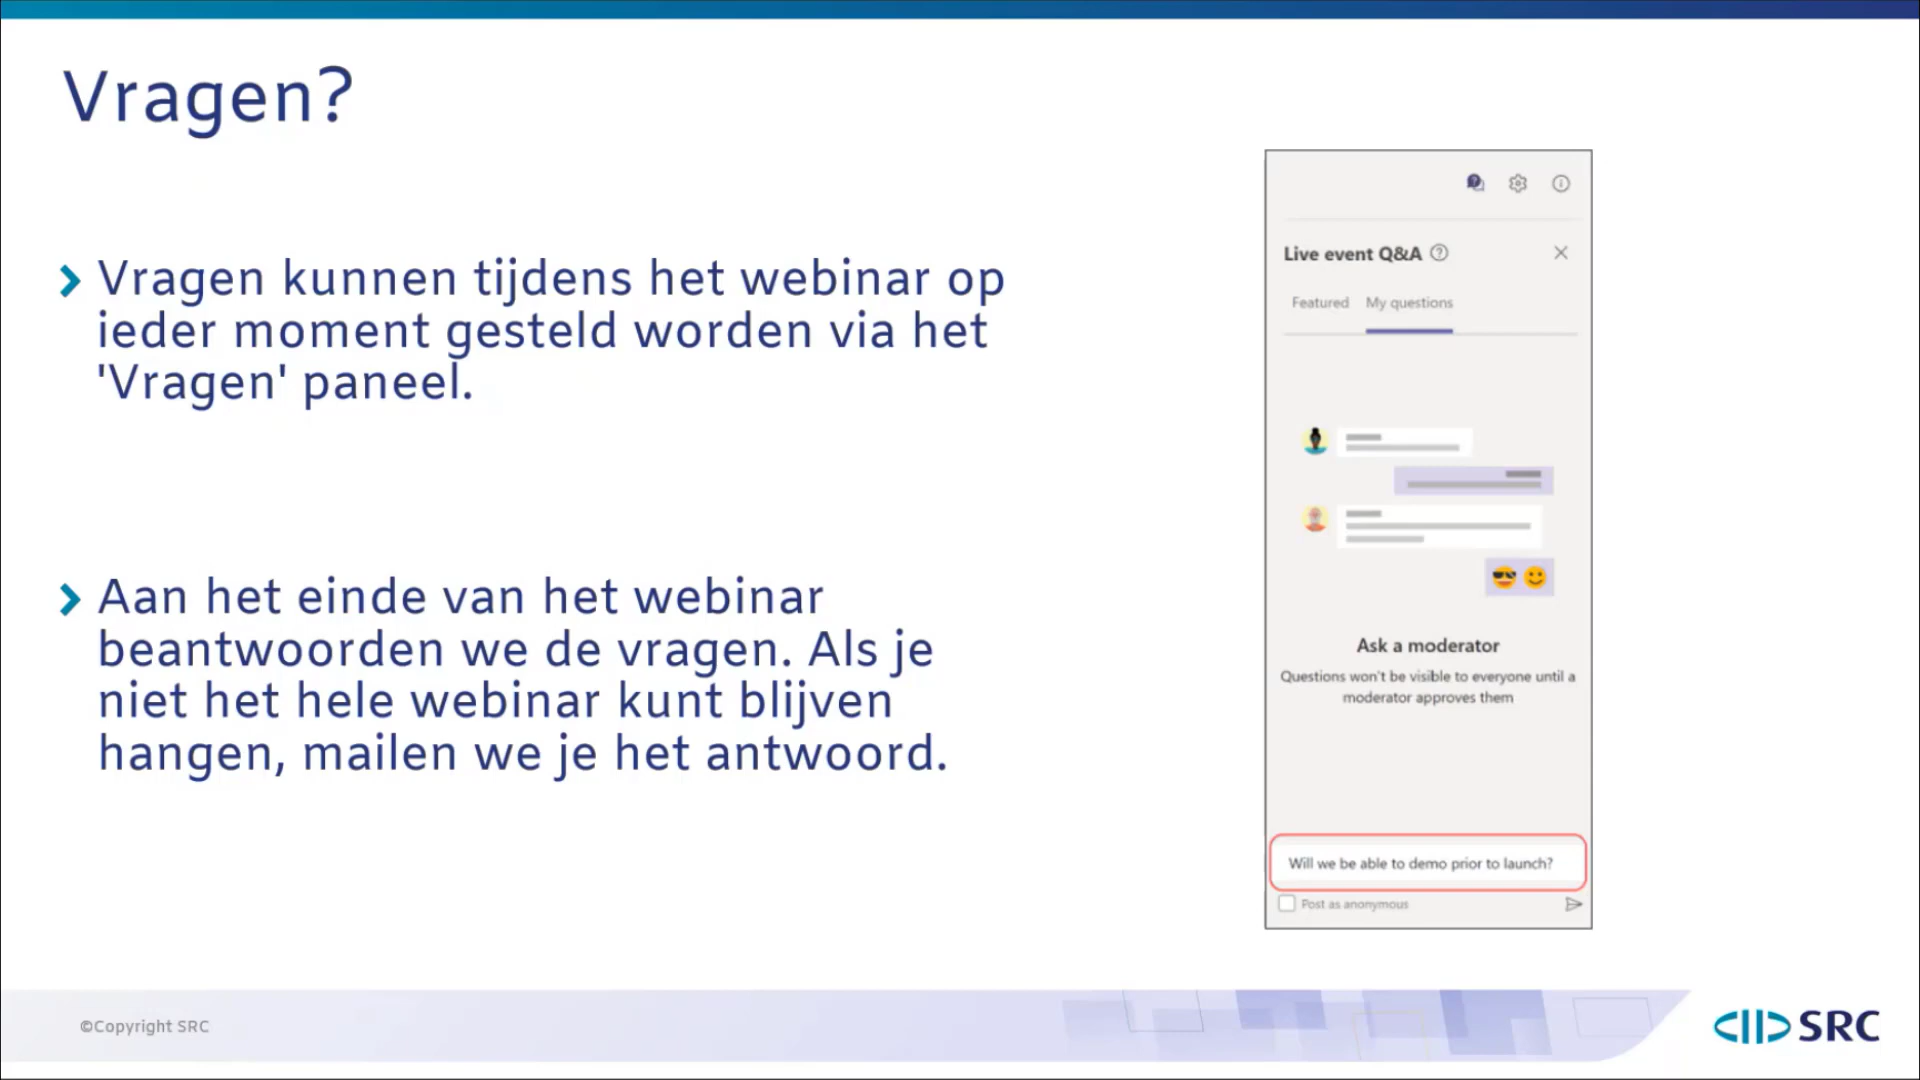 Vragen?
Vragen kunnen tijdens het webinar op
ieder moment gesteld worden via het
'Vragen' paneel.
Aan het einde van het webinar
beantwoorden we de vragen. Als je
niet het hele webinar kunt blijven
hangen, mailen we je het antwoord.
Live event Q&A
Featured My questions
Ask a moderator
Questions won't be visible to everyone until a
moderator approves them
Will we be able to demo prior to launch?
Post as anonymous
©Copyright SRC
SRC